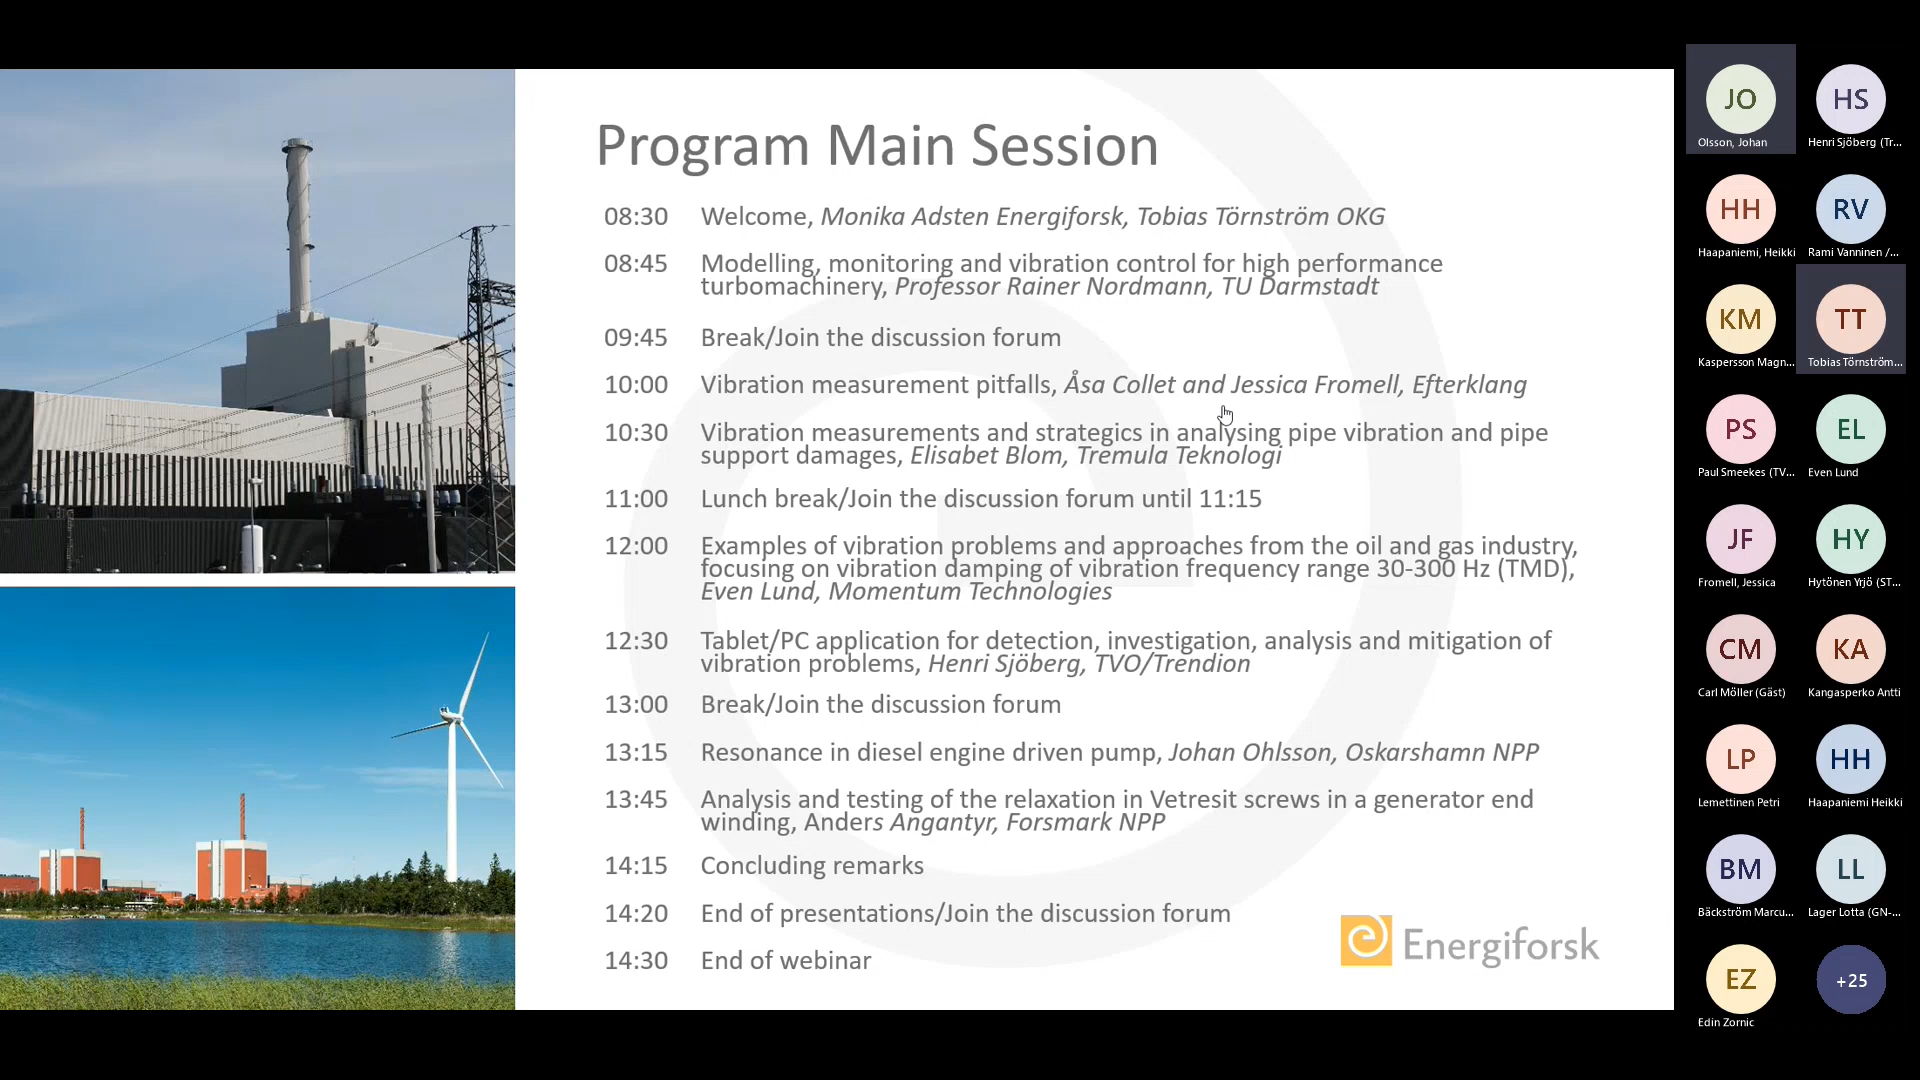 Program Main Session
08:30 Welcome, Monika Adsten Energiforsk, Tobias Törnström OKG
08:45 Modelling, monitoring and vibration control for high performance
turbomachinery, Professor Rainer Nordmann, TU Darmstadt
09:45 Break/Join the discussion forum
10:00 Vibration measurement pitfalls, Åsa Collet and Jessica Fromell, Efterklang
10:30 Vibration measurements and strategics in analysing pipe vibration and pipe
support damages, Elisabet Blom, Tremula Teknologi
11:00 Lunch break/Join the discussion forum until 11:15
12:00 Examples of vibration problems and approaches from the oil and gas industry,
focusing on vibration damping of vibration frequency range 30-300 Hz (TMD),
Even Lund, Momentum Technologies
12:30 Tablet/PC application for detection, investigation, analysis and mitigation of
vibration problems, Henri Sjöberg, TVO/Trendion
13:00 Break/Join the discussion forum
13:15 Resonance in diesel engine driven pump, Johan Ohlsson, Oskarshamn NPP
13:45 Analysis and testing of the relaxation in Vetresit screws in a generator end
winding, Anders Angantyr, Forsmark NPP
14:15 Concluding remarks
14:20 End of presentations/Join the discussion forum
14:30 End of webinar
Energiforsk
JO HS
Olsson, Johan Henri Sjöberg (Tr...
HH RV
Haapaniemi, Heikki Rami Vanninen /...
KM TT
Kaspersson Magn... Tobias Törnström...
PS EL
Paul Smeekes (TV... Even Lund
JF HY
Fromell, Jessica Hytönen Yrjö (ST...
CM KA
Carl Möller (Gäst) Kangasperko Antti
LP HH
Lemettinen Petri Haapaniemi Heikki
BM LL
Bäckström Marcu... Lager Lotta (GN-...
EZ +25
Edin Zornic